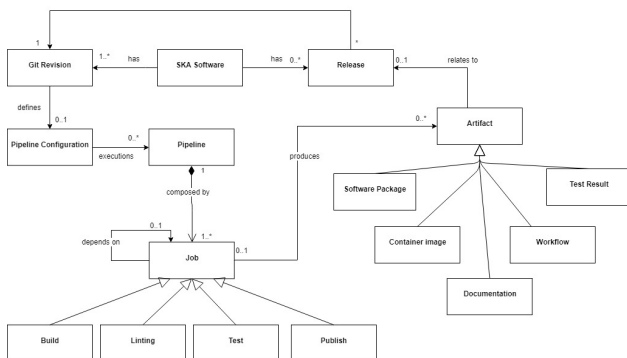 1
*
1..*
has
has
0..*
0..1
relates to
Git Revision
SKA Software
Release
defines
0..1
0..*
0..*
Artifact
Pipeline Configuration
executions
Pipeline
1
produces
composed by
Software Package
Test Result
0..1
1..*
depends on
0..1
Job
Container image
Workflow
Documentation
Build
Linting
Test
Publish